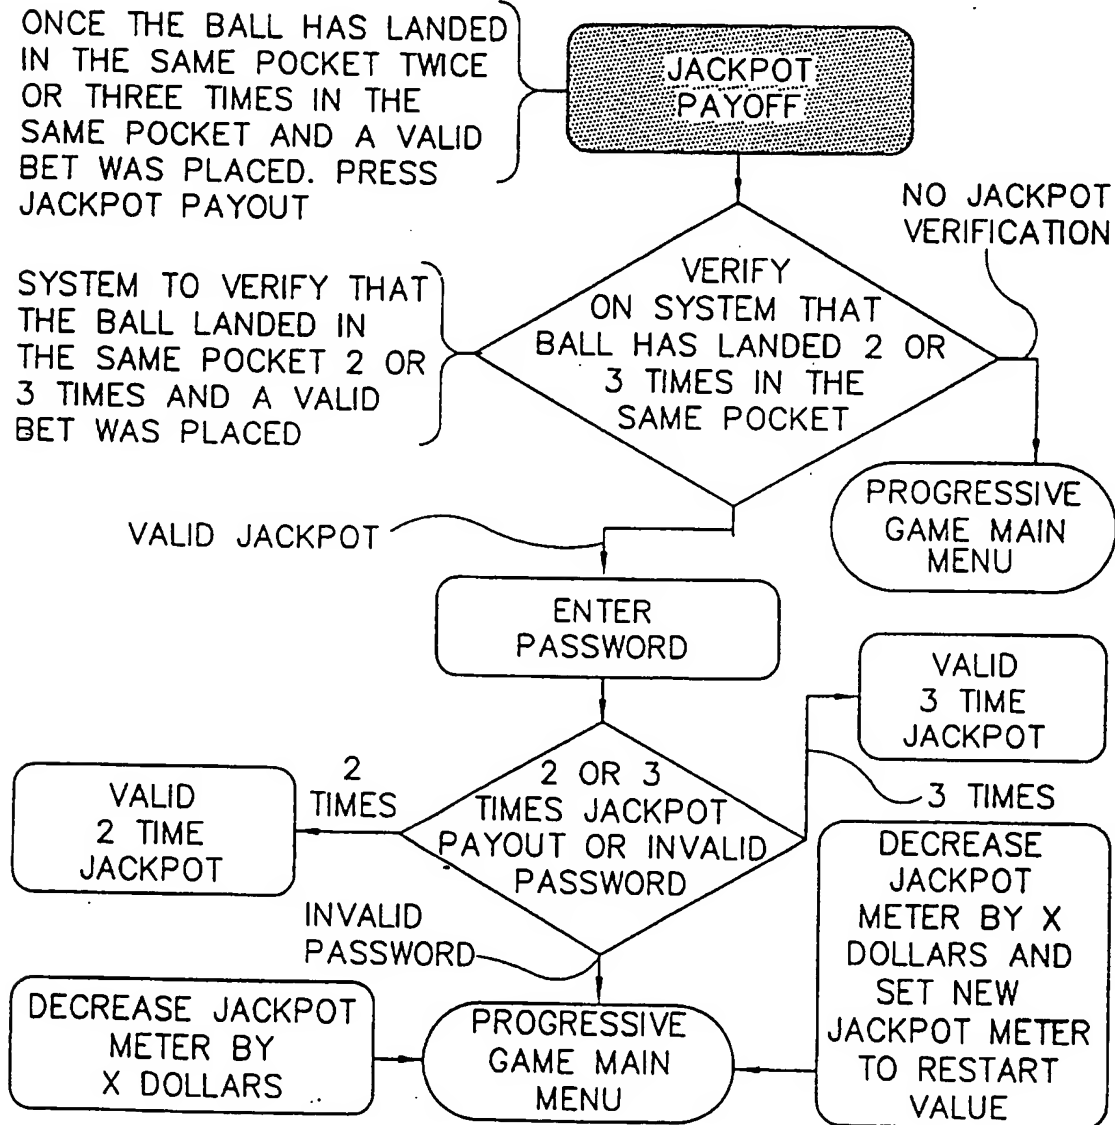 ONCE THE BALL HAS LANDED
IN THE SAME POCKET TWICE
OR THREE TIMES IN THE
SAME POCKET AND A VALID
BET WAS PLACED. PRESS
JACKPOT PAYOUT
JACKPOT
PAYOFF
NO JACKPOT
VERIFICATION
SYSTEM TO VERIFY THAT
THE BALL LANDED IN
THE SAME POCKET 2 OR
3 TIMES AND A VALID
BET WAS PLACED
VERIFY
ON SYSTEM THAT
BALL HAS LANDED 2 OR
3 TIMES IN THE
SAME POCKET
PROGRESSIVE
GAME MAIN
MENU
VALID JACKPOT
ENTER
PASSWORD
VALID
3 TIME
JACKPOT
3 TIMES
2 OR 3
TIMES JACKPOT
PAYOUT OR INVALID
PASSWORD
2
TIMES
VALID
2 TIME
JACKPOT
INVALID
PASSWORD
DECREASE JACKPOT
METER BY
X DOLLARS
PROGRESSIVE
GAME MAIN
MENU
DECREASE
JACKPOT
METER BY X
DOLLARS AND
SET NEW
JACKPOT METER
TO RESTART
VALUE